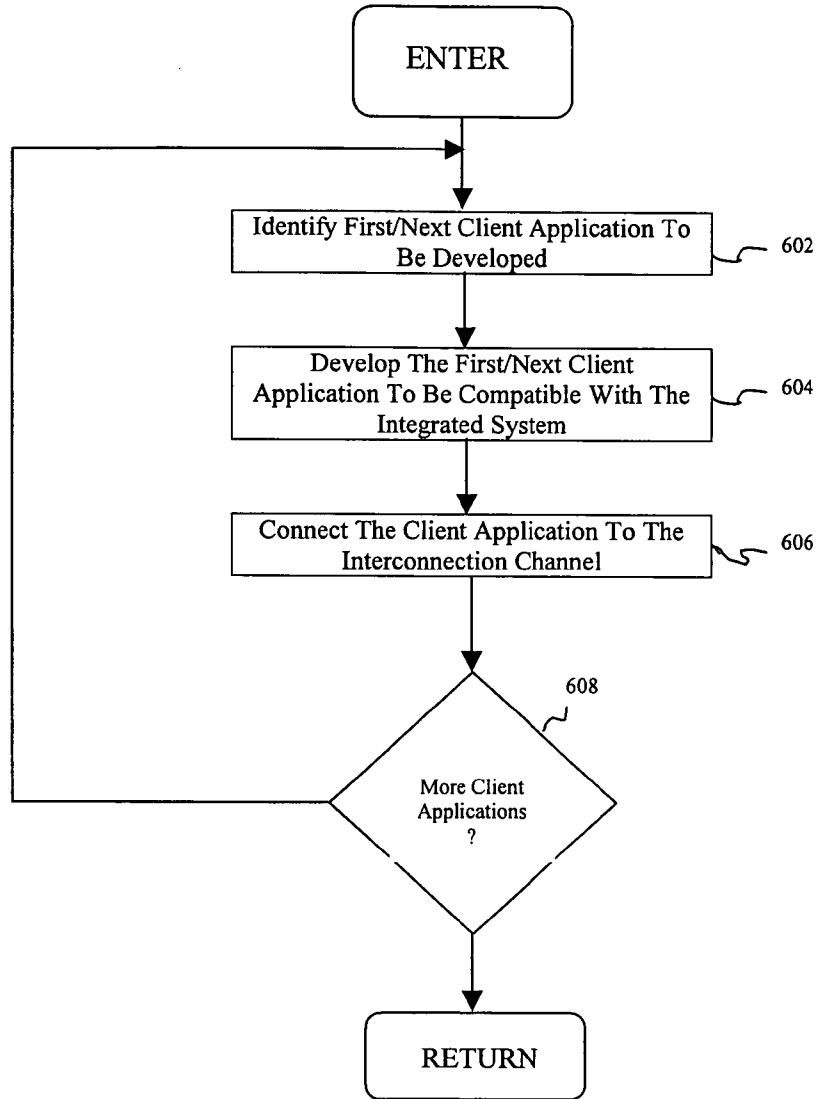 ENTER
Identify First/Next Client Application To
Be Developed
602
Develop The First/Next Client
Application To Be Compatible With The
Integrated System
604
Connect The Client Application To The
Interconnection Channel
606
608
More Client
Applications
?
RETURN